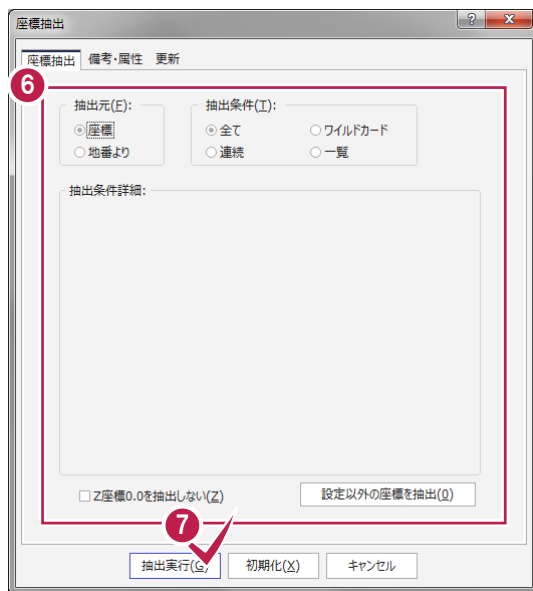 座標抽出
座標抽出 備考・属性 更新
6
抽出元(F): 抽出条件(T):
座標 全て ワイルドカード
地番より 連続 一覧
抽出条件詳細:
Z座標0.0を抽出しない(Z) 設定以外の座標を抽出(0)
7
抽出実行(G) 初期化(X) キャンセル